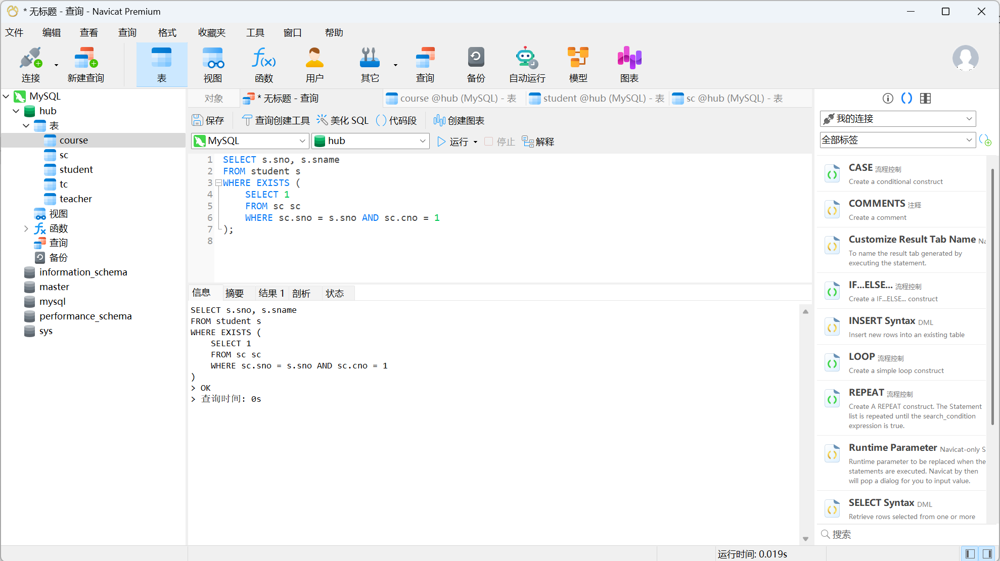 * 无标题 - 查询 - Navicat Premium
文件 编辑 查看 查询 格式 收藏夹 工具 窗口 帮助
连接 新建查询 表 视图 函数 用户 其它 查询 备份 自动运行 模型 图表
MySQL
hub
表
course
sc
student
tc
teacher
视图
函数
查询
备份
information_schema
master
mysql
performance_schema
sys
对象 * 无标题 - 查询 course @hub (MySQL) - 表 student @hub (MySQL) - 表 sc @hub (MySQL) - 表
保存 查询创建工具 美化 SQL 代码段 创建图表
MySQL hub 运行 停止 解释
1 SELECT s.sno, s.sname
2 FROM student s
3 WHERE EXISTS (
4 SELECT 1
5 FROM sc sc
6 WHERE sc.sno = s.sno AND sc.cno = 1
7 );
8
信息 摘要 结果 1 剖析 状态
SELECT s.sno, s.sname
FROM student s
WHERE EXISTS (
SELECT 1
FROM sc sc
WHERE sc.sno = s.sno AND sc.cno = 1
)
> OK
> 查询时间: 0s
我的连接
全部标签
CASE 流程控制
Create a conditional construct
COMMENTS 注释
Create a comment
Customize Result Tab Name Na
To name the result tab generated by
executing the statement.
IF...ELSE... 流程控制
Create a IF...ELSE... construct
INSERT Syntax DML
Insert new rows into an existing table
LOOP 流程控制
Create a simple loop construct
REPEAT 流程控制
Create A REPEAT construct. The Statement
list is repeated until the search_condition
expression is true.
Runtime Parameter Navicat-only S
Runtime parameter to be replaced when the
statements are executed. Navicat by then
will pop a dialog for you to input value.
SELECT Syntax DML
Retrieve rows selected from one or more
搜索
运行时间: 0.019s